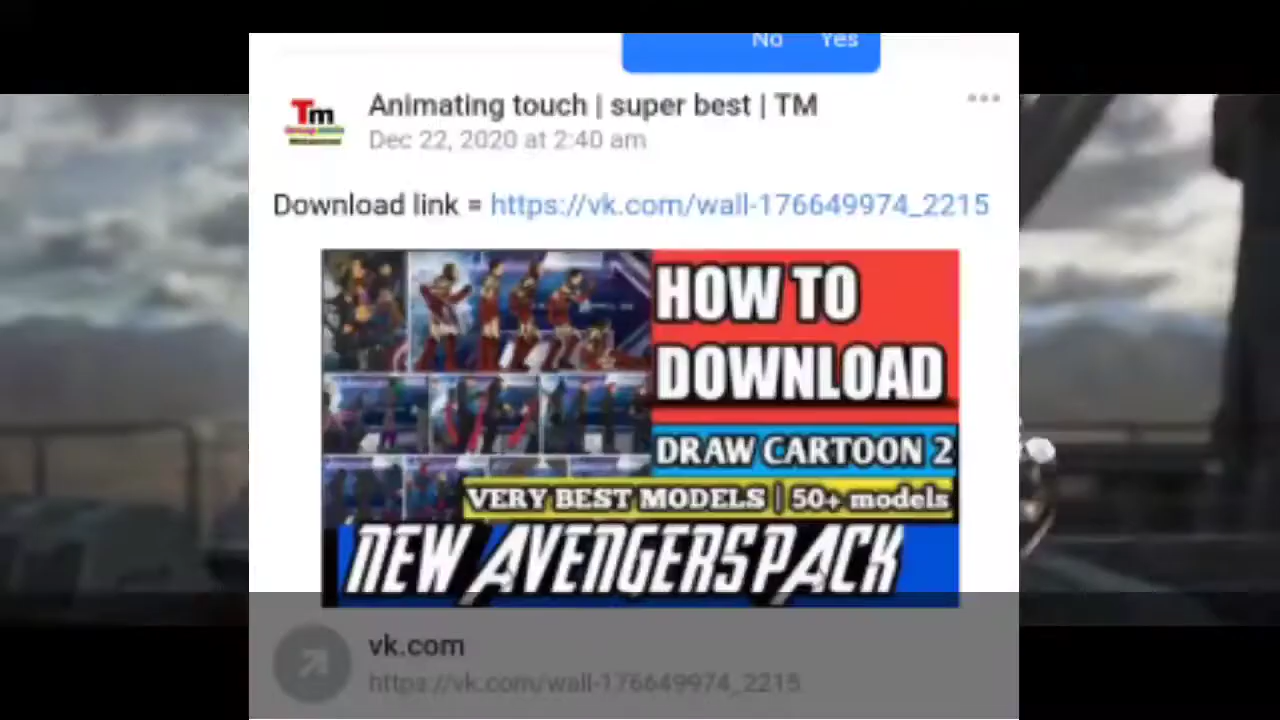 No Yes
Tm
Animating touch | super best | TM
Dec 22, 2020 at 2:40 am
Download link = https://vk.com/wall-176649974_2215
HOW TO
DOWNLOAD
DRAW CARTOON 2
VERY BEST MODELS | 50+ models
NEW AVENGERS PACK
vk.com
https://vk.com/wall-176649974_2215